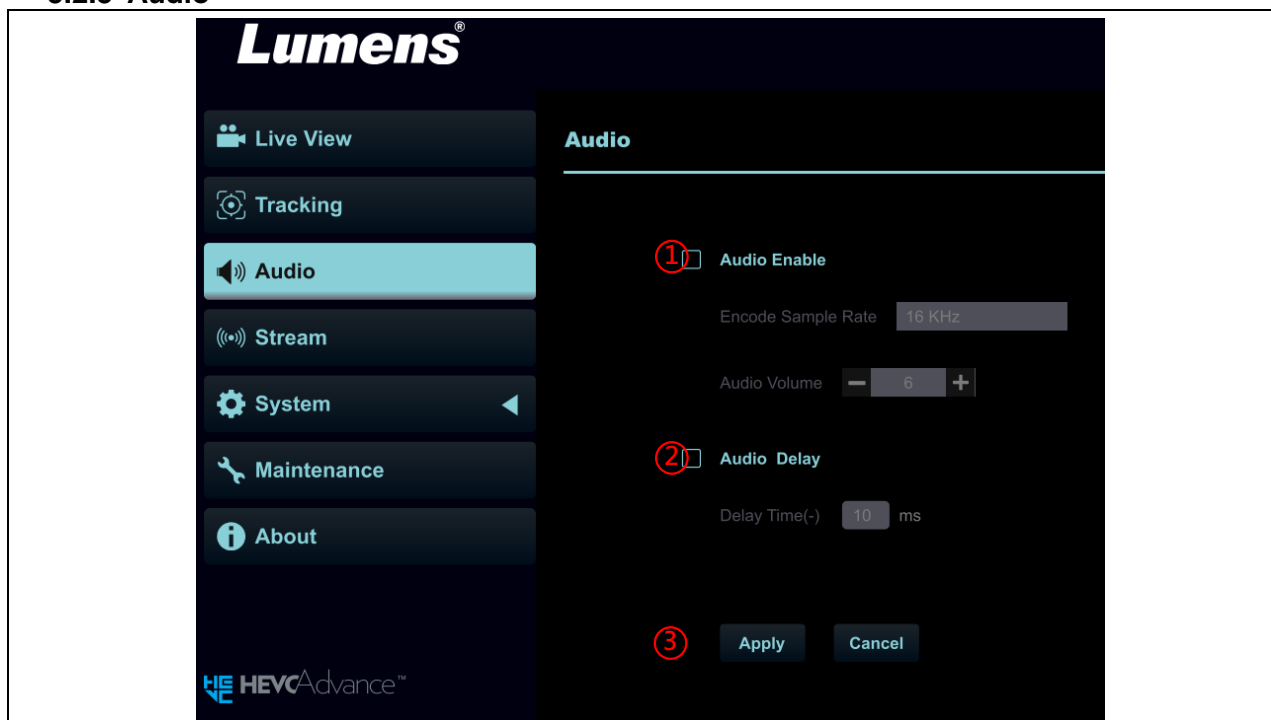 Lumens®
Live View
Tracking
Audio
Stream
System
Maintenance
About
HEVCAdvance™
Audio
① Audio Enable
Encode Sample Rate 16 KHz
Audio Volume − 6 +
② Audio Delay
Delay Time(-) 10 ms
③ Apply Cancel